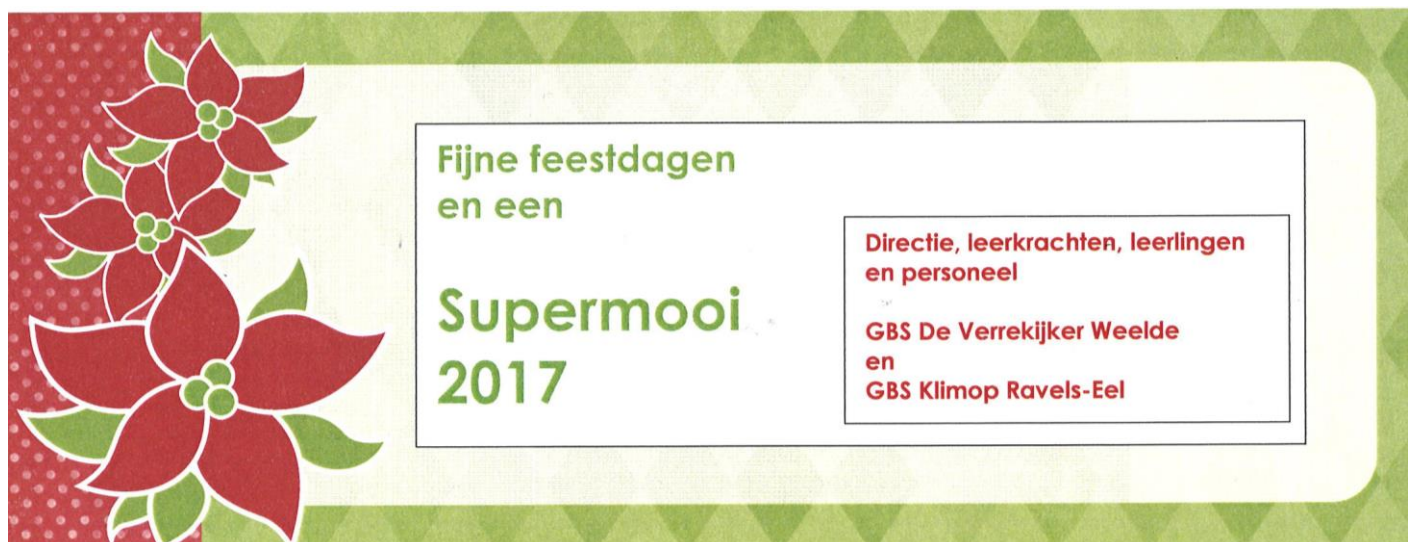 Fijne feestdagen
en een
Supermooi
2017
Directie, leerkrachten, leerlingen
en personeel
GBS De Verrekijker Weelde
en
GBS Klimop Ravels-Eel